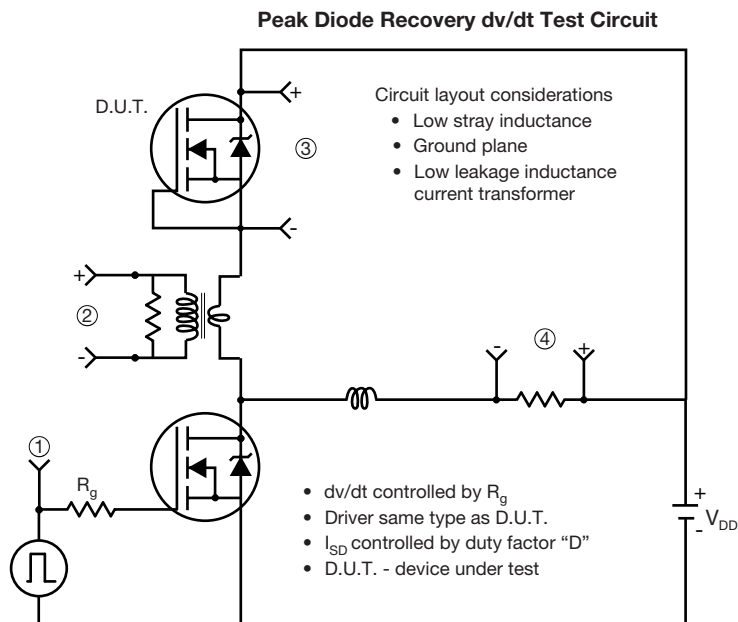 Peak Diode Recovery dv/dt Test Circuit
D.U.T.
+
Circuit layout considerations
• Low stray inductance
• Ground plane
• Low leakage inductance
current transformer
③
-
+
②
-
-
④
+
①
R_g
• dv/dt controlled by R_g
• Driver same type as D.U.T.
• I_SD controlled by duty factor “D”
• D.U.T. - device under test
+
V_DD
-